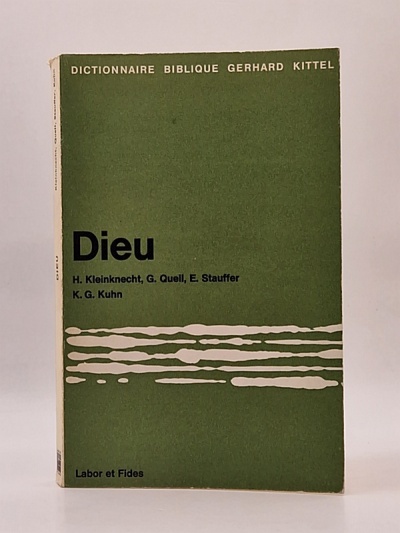 DICTIONNAIRE BIBLIQUE GERHARD KITTEL
Dieu
H. Kleinknecht, G. Quell, E. Stauffer
K. G. Kuhn
Labor et Fides